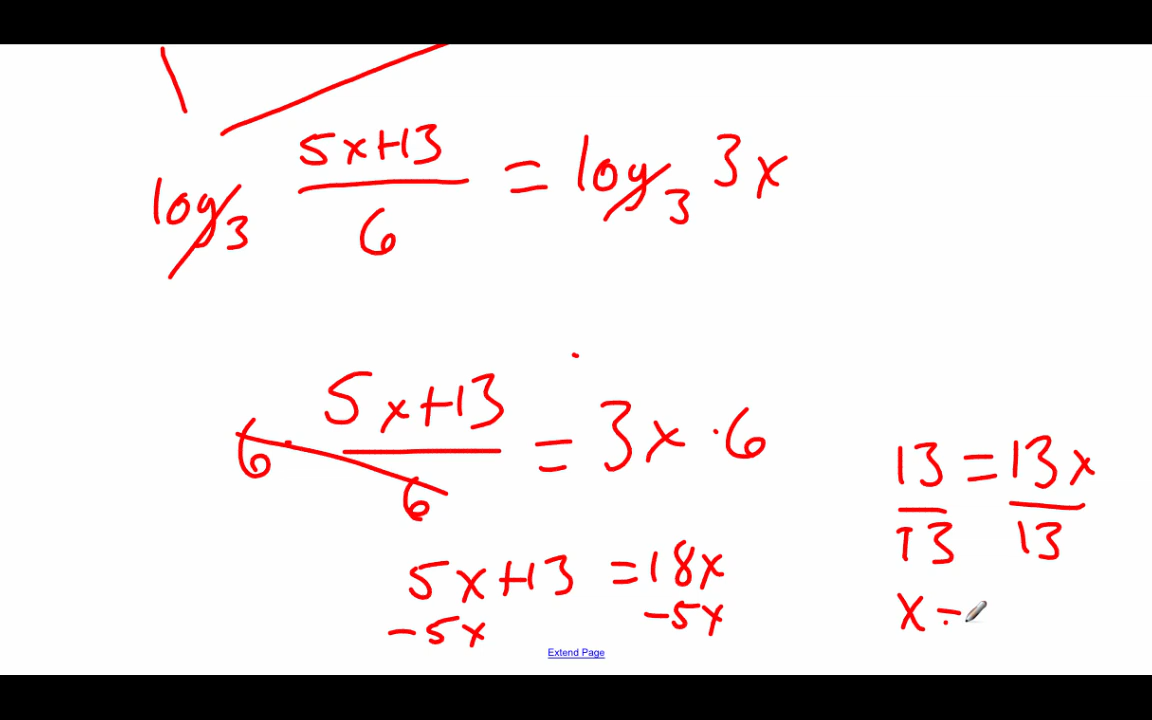 log₃ (5x+13)/6 = log₃ 3x
6 · (5x+13)/6 = 3x · 6
5x+13 = 18x
-5x -5x
13/13 = 13x/13
x =
Extend Page